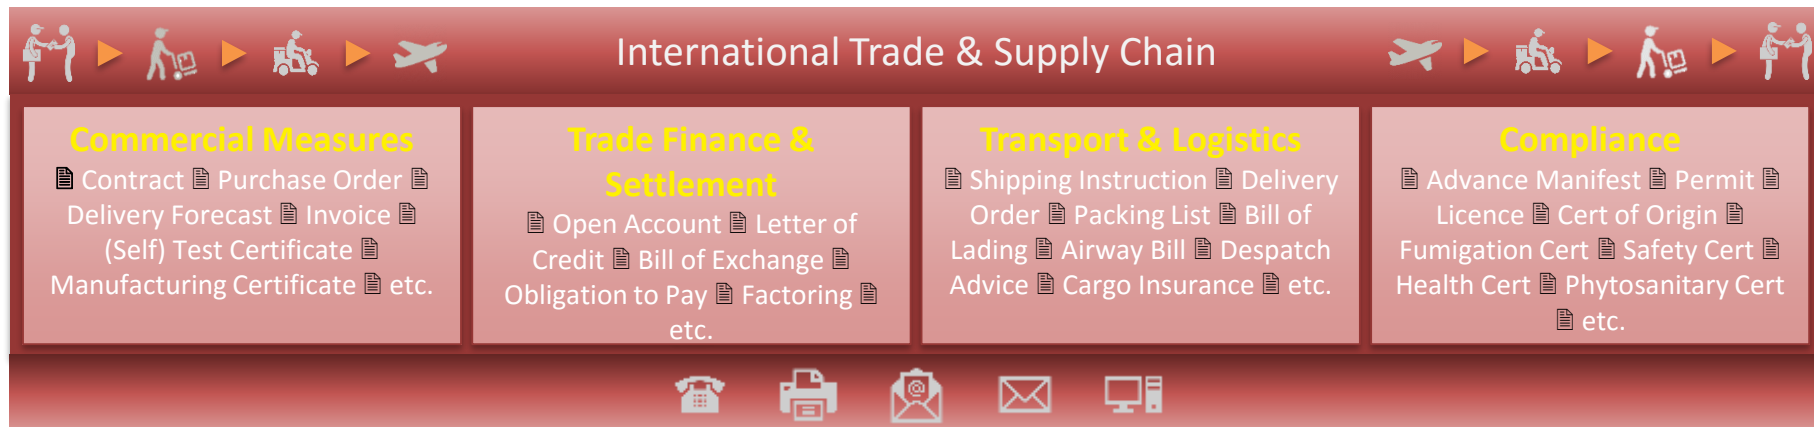 International Trade & Supply Chain
Commercial Measures
Contract Purchase Order
Delivery Forecast Invoice
(Self) Test Certificate
Manufacturing Certificate etc.
Trade Finance &
Settlement
Open Account Letter of
Credit Bill of Exchange
Obligation to Pay Factoring
etc.
Transport & Logistics
Shipping Instruction Delivery
Order Packing List Bill of
Lading Airway Bill Despatch
Advice Cargo Insurance etc.
Compliance
Advance Manifest Permit
Licence Cert of Origin
Fumigation Cert Safety Cert
Health Cert Phytosanitary Cert
etc.